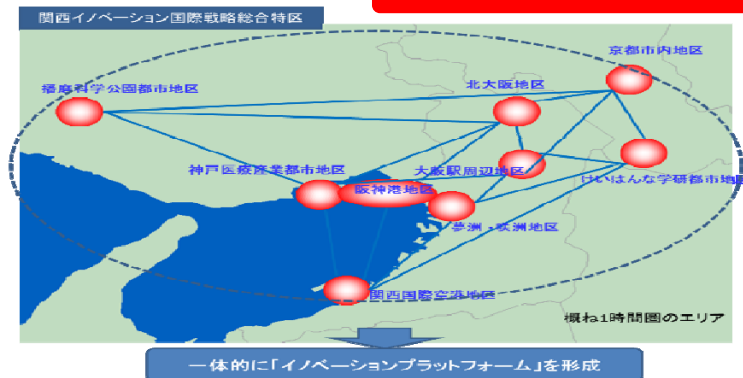 関西イノベーション国際戦略総合特区
京都市内地区
播磨科学公園都市地区
北大阪地区
神戸医療産業都市地区
大阪駅周辺地区
阪神港地区
けいはんな学研都市地区
夢洲・咲洲地区
関西国際空港地区
概ね1時間圏のエリア
一体的に「イノベーションプラットフォーム」を形成